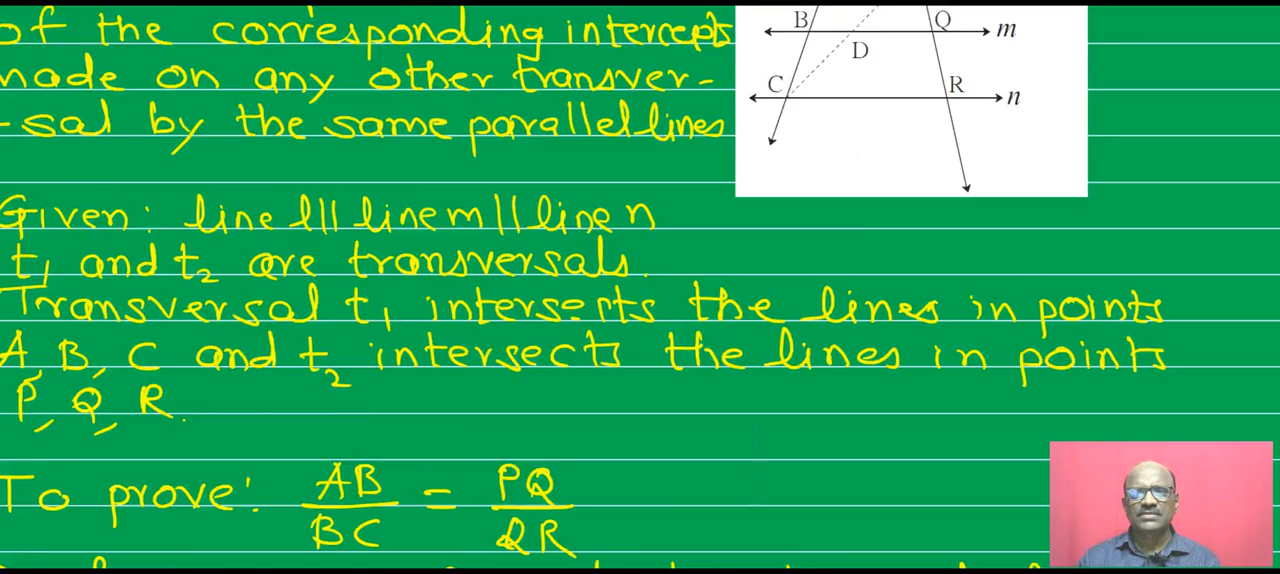 of the corresponding intercepts
made on any other transver-
-sal by the same parallel lines
B Q m
D
C R n
Given: line l || line m || line n
t1 and t2 are transversals.
Transversal t1 intersects the lines in points
A, B, C and t2 intersects the lines in points
P, Q, R.
To prove: AB/BC = PQ/QR